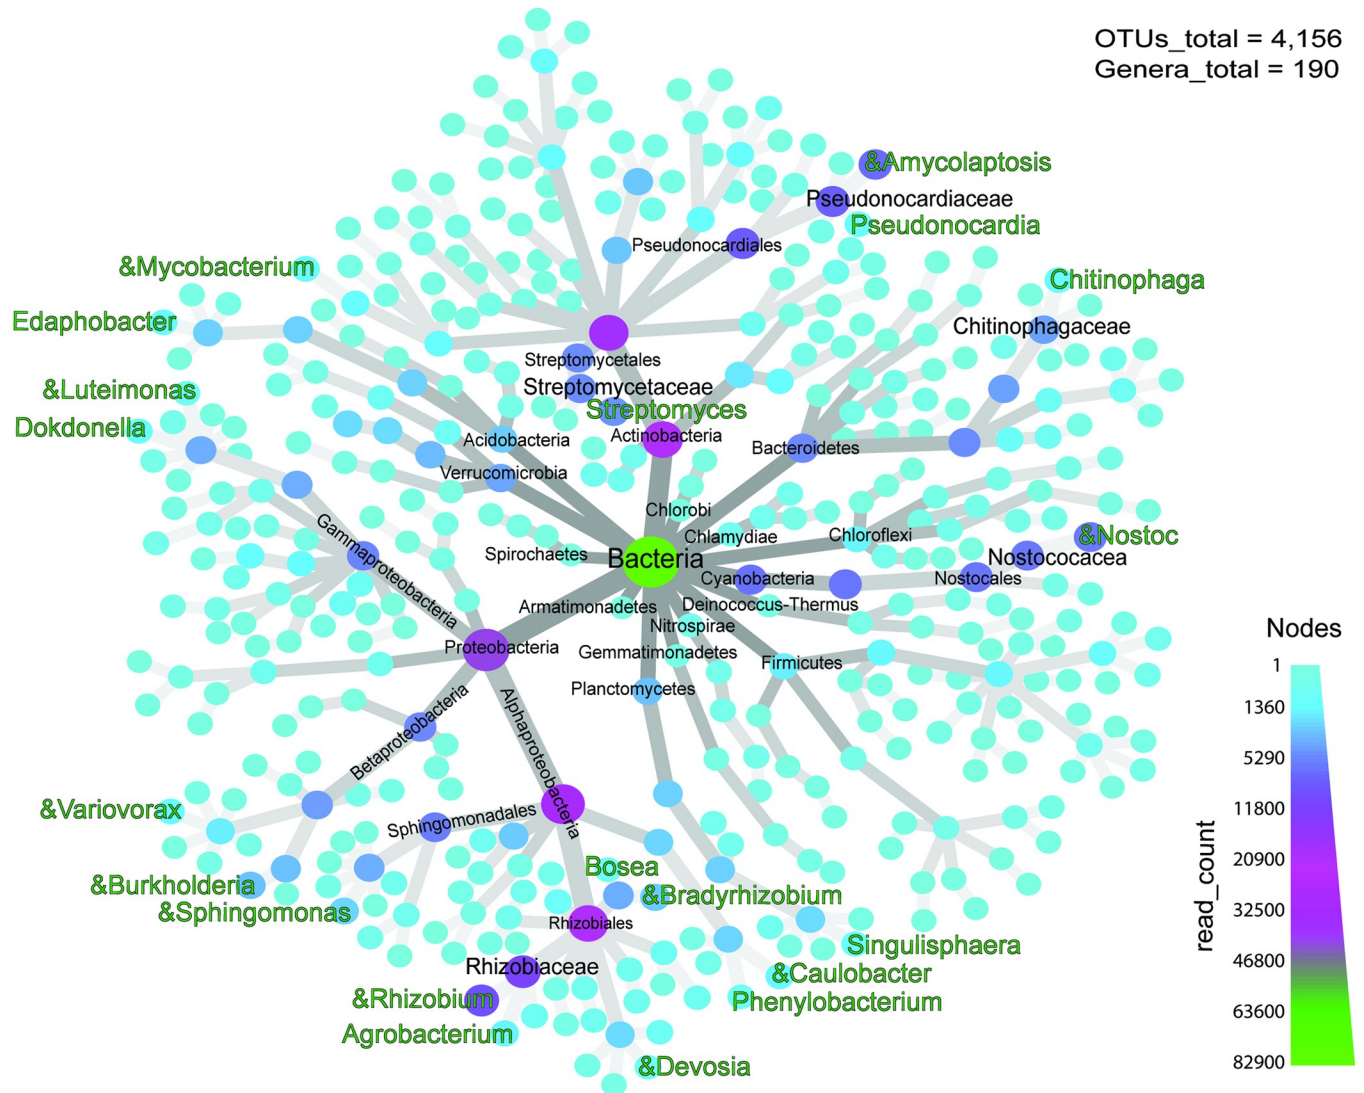 OTUs_total = 4,156
Genera_total = 190
&Amycolaptosis
Pseudonocardiaceae
Pseudonocardia
Pseudonocardiales
&Mycobacterium
Chitinophaga
Edaphobacter
Chitinophagaceae
Streptomycetales
Streptomycetaceae
&Luteimonas
Streptomyces
Dokdonella
Actinobacteria
Acidobacteria
Bacteroidetes
Verrucomicrobia
Chlorobi
Gammaproteobacteria
Chlamydiae
Chloroflexi
&Nostoc
Spirochaetes
Bacteria
Nostococacea
Cyanobacteria
Nostocales
Armatimonadetes
Deinococcus-Thermus
Nitrospirae
Proteobacteria
Gemmatimonadetes
Firmicutes
Planctomycetes
Alphaproteobacteria
Betaproteobacteria
&Variovorax
Sphingomonadales
Bosea
&Burkholderia
&Bradyrhizobium
&Sphingomonas
Rhizobiales
Singulisphaera
Rhizobiaceae
&Caulobacter
&Rhizobium
Phenylobacterium
Agrobacterium
&Devosia
Nodes
1
1360
5290
11800
20900
32500
46800
63600
82900
read_count